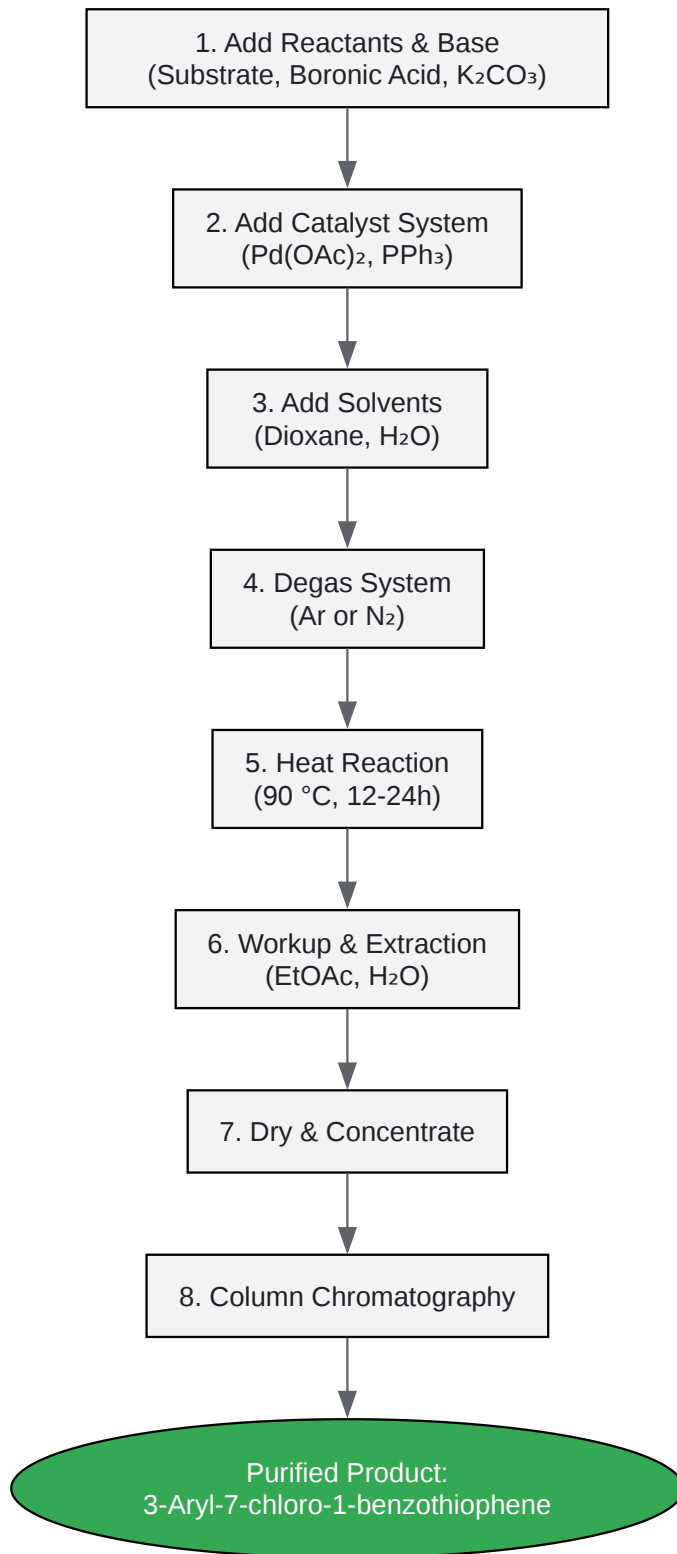 1. Add Reactants & Base
(Substrate, Boronic Acid, K₂CO₃)
2. Add Catalyst System
(Pd(OAc)₂, PPh₃)
3. Add Solvents
(Dioxane, H₂O)
4. Degas System
(Ar or N₂)
5. Heat Reaction
(90 °C, 12-24h)
6. Workup & Extraction
(EtOAc, H₂O)
7. Dry & Concentrate
8. Column Chromatography
Purified Product:
3-Aryl-7-chloro-1-benzothiophene